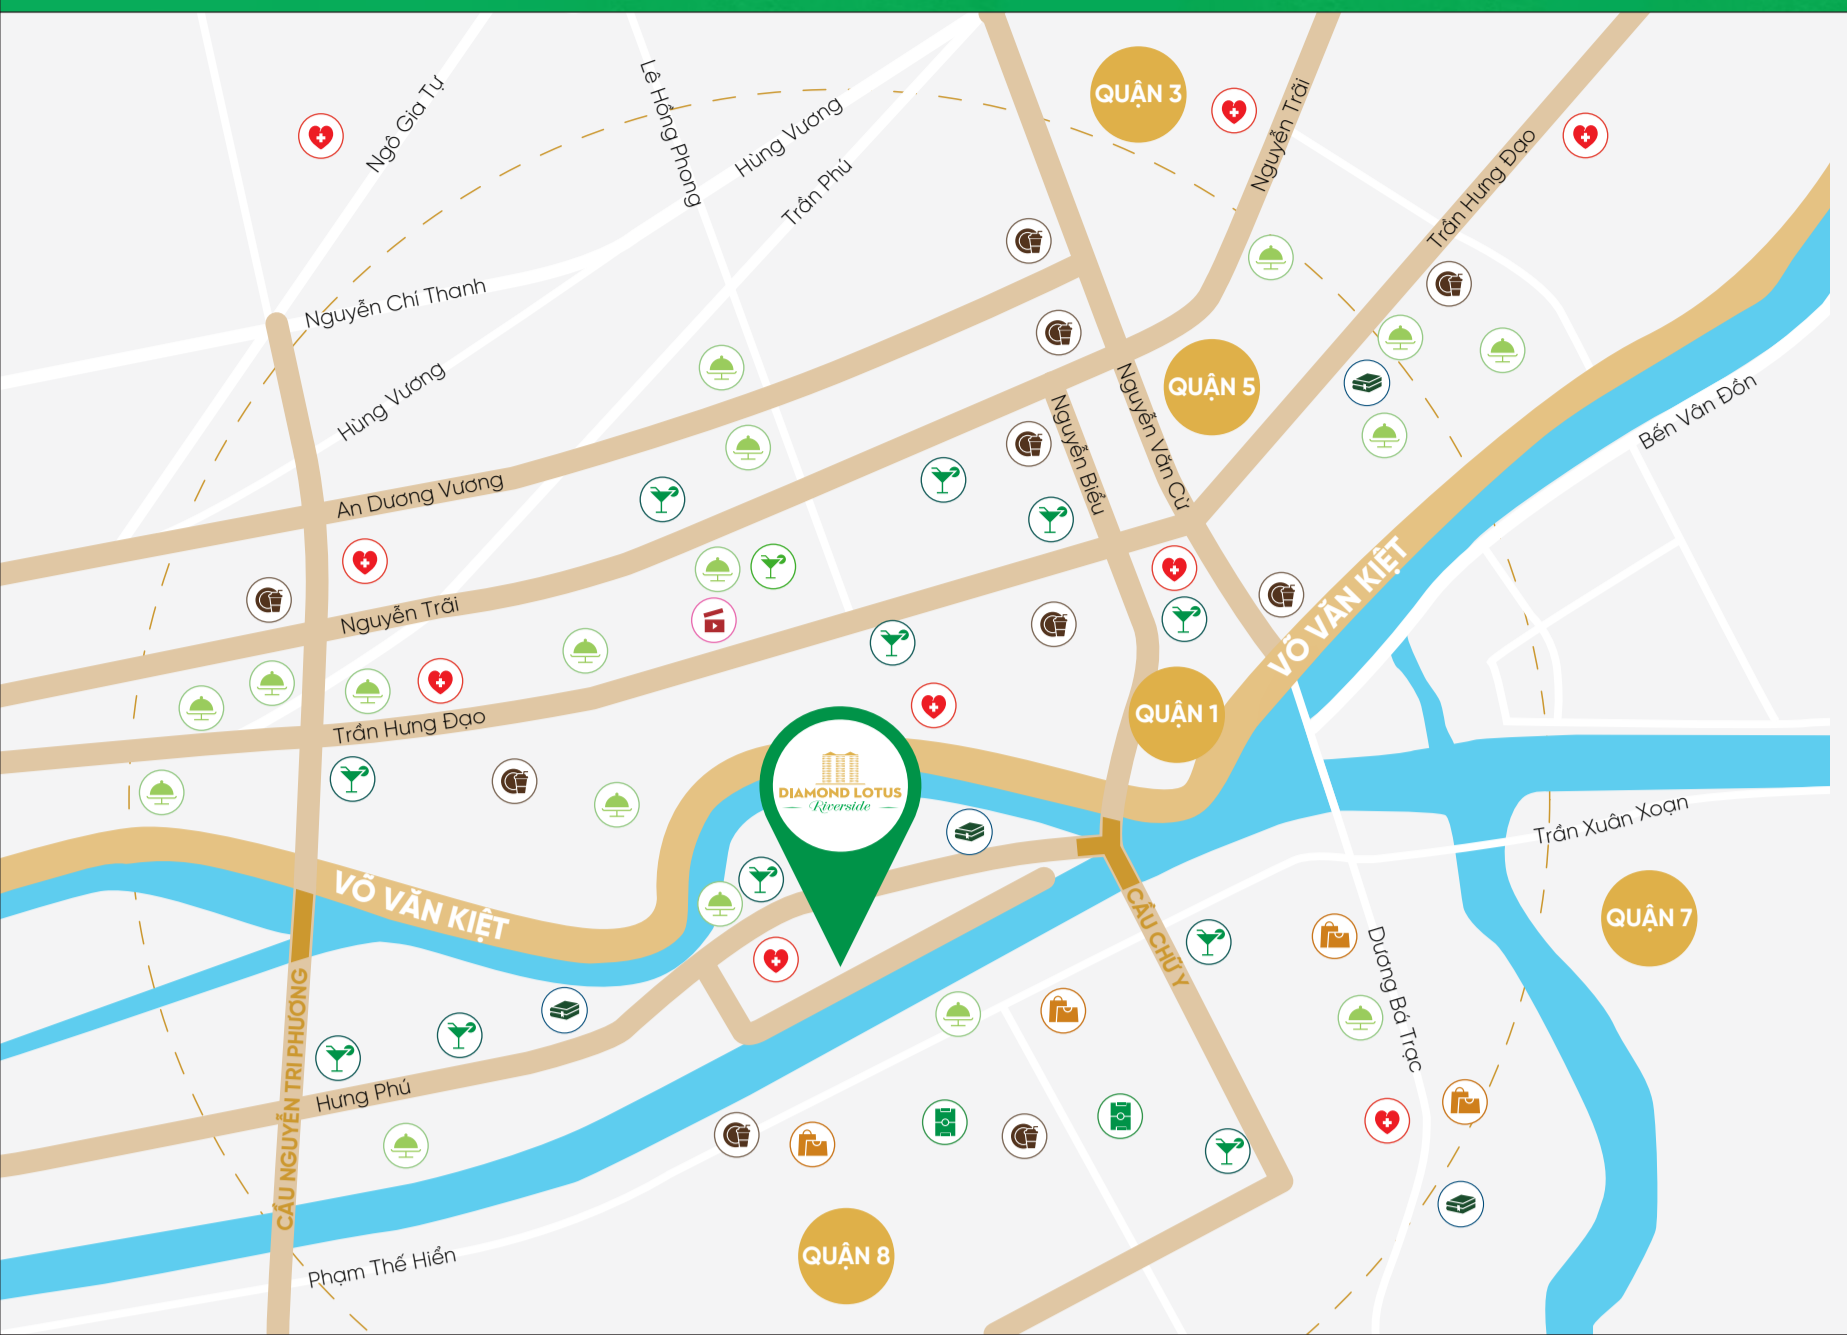 QUẬN 3
Ngô Gia Tự
Lê Hồng Phong
Hùng Vương
Trần Phú
Nguyễn Trãi
Trần Hưng Đạo
Nguyễn Chí Thanh
Hùng Vương
QUẬN 5
Nguyễn Văn Cừ
Nguyễn Biểu
Bến Vân Đồn
An Dương Vương
Nguyễn Trãi
VÕ VĂN KIỆT
Trần Hưng Đạo
QUẬN 1
DIAMOND LOTUS
Riverside
Trần Xuân Xoạn
VÕ VĂN KIỆT
CẦU CHỮ Y
QUẬN 7
Dương Bá Trạc
CẦU NGUYỄN TRI PHƯƠNG
Hưng Phú
QUẬN 8
Phạm Thế Hiển